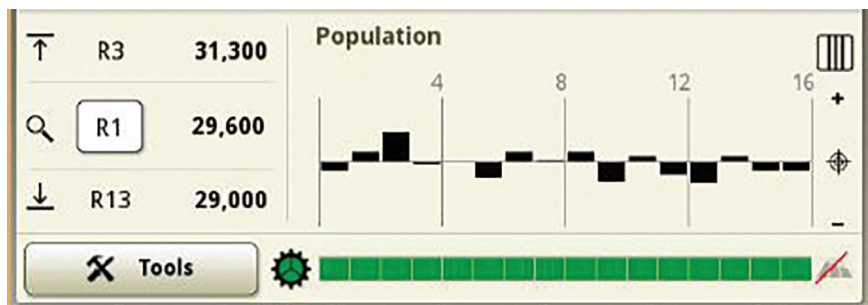 Population
R3 31,300
4 8 12 16
+
R1 29,600
R13 29,000
−
Tools